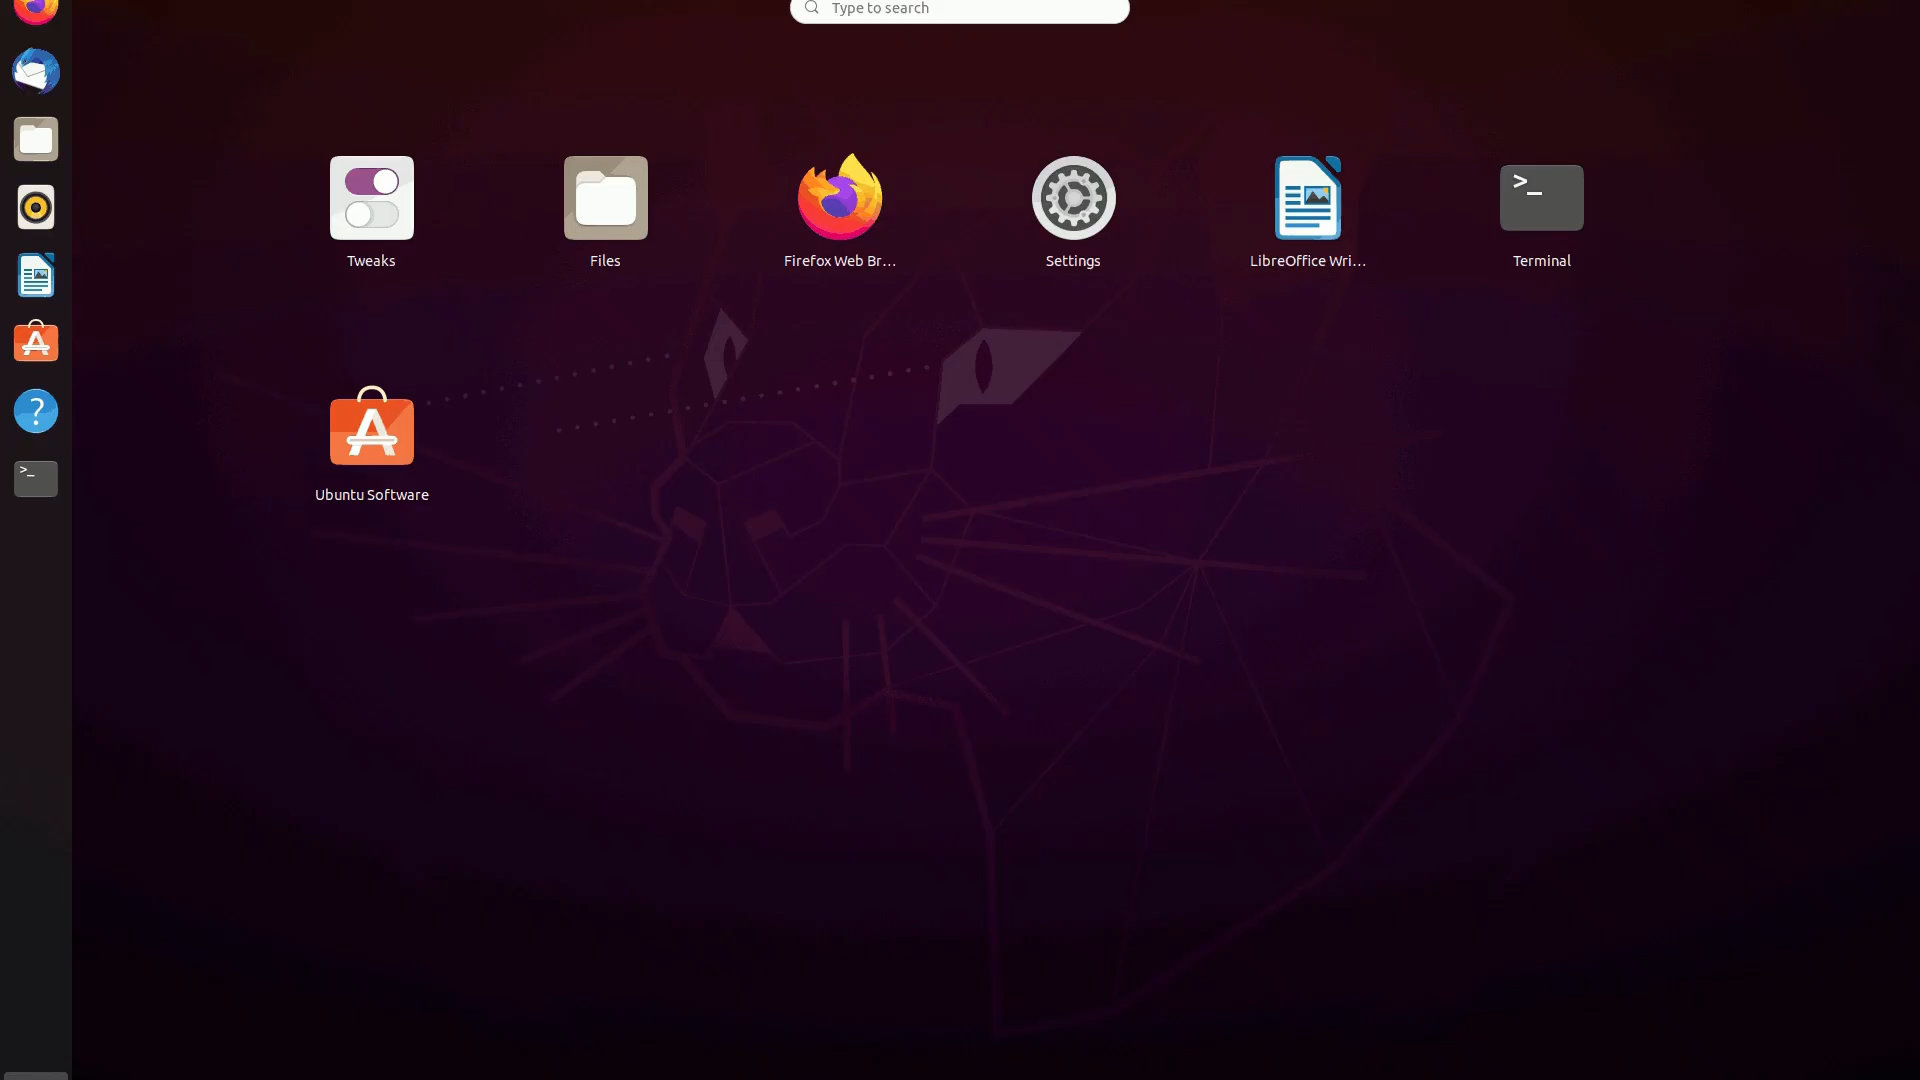 Type to search
Tweaks
Files
Firefox Web Br...
Settings
LibreOffice Wri...
Terminal
Ubuntu Software